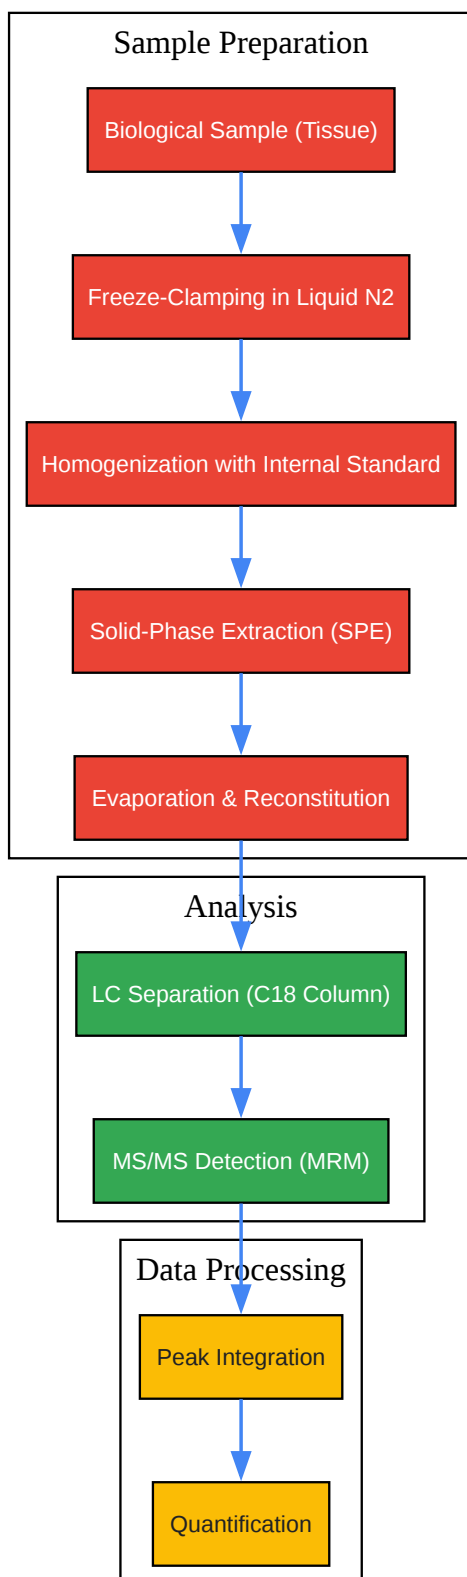 Sample Preparation
Biological Sample (Tissue)
Freeze-Clamping in Liquid N2
Homogenization with Internal Standard
Solid-Phase Extraction (SPE)
Evaporation & Reconstitution
Analysis
LC Separation (C18 Column)
MS/MS Detection (MRM)
Data Processing
Peak Integration
Quantification